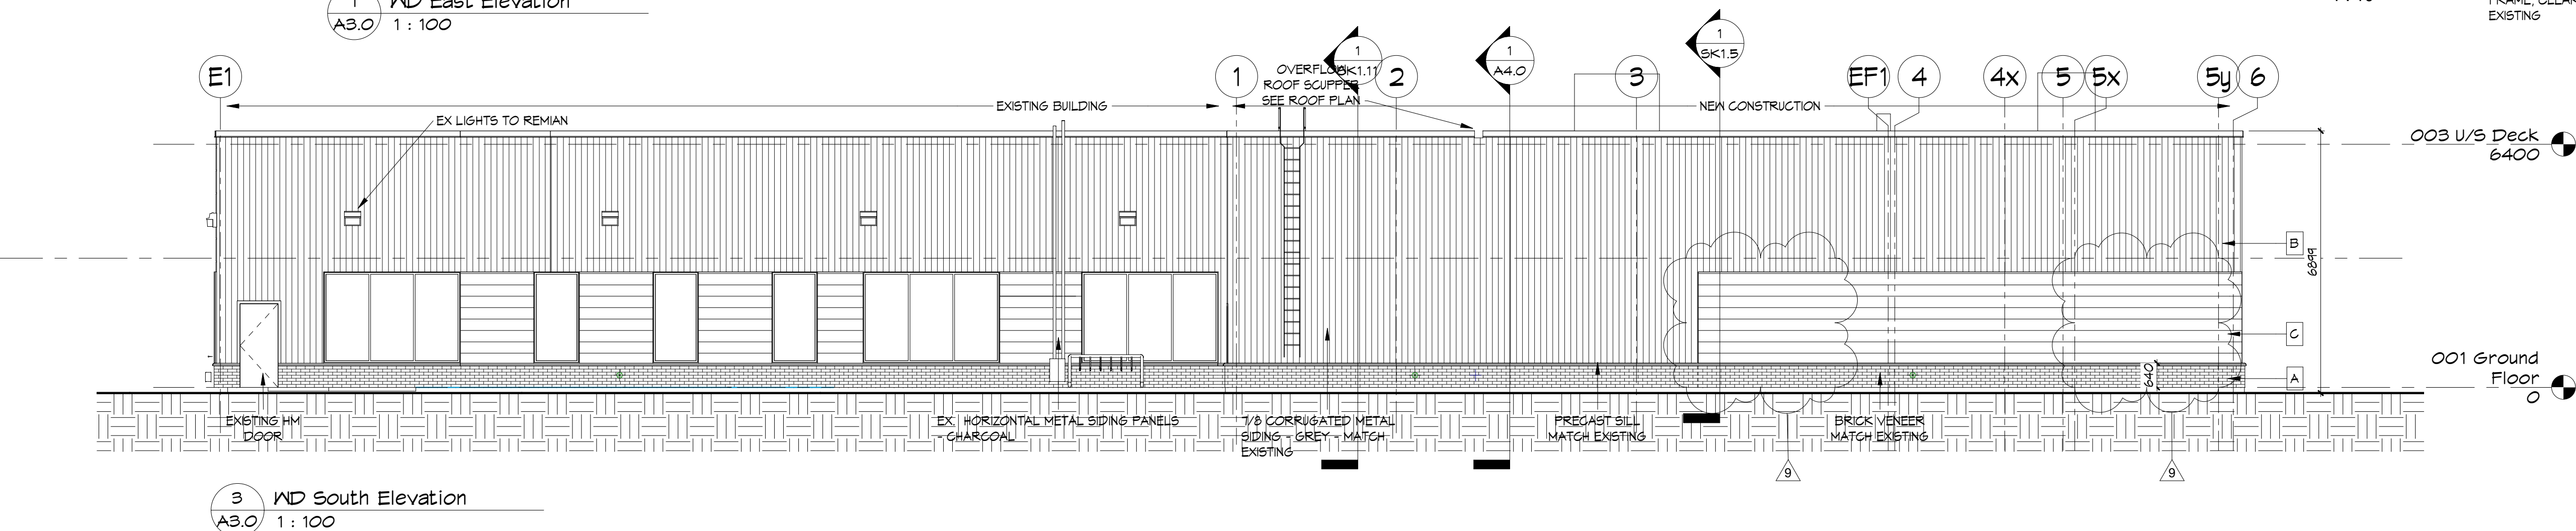 1
WD East Elevation
A3.0
1 : 100
EXISTING
E1
1
1
SK1.11
2
1
A4.0
3
1
SK1.5
EF1
4
4x
5
5x
5y
6
OVERFLOW
ROOF SCUPPER
SEE ROOF PLAN
EXISTING BUILDING
NEW CONSTRUCTION
EX LIGHTS TO REMIAN
003 U/S Deck
6400
B
6899
C
001 Ground
Floor
0
640
A
EXISTING HM
DOOR
EX. HORIZONTAL METAL SIDING PANELS
- CHARCOAL
7/8 CORRUGATED METAL
SIDING - GREY - MATCH
EXISTING
PRECAST SILL
MATCH EXISTING
BRICK VENEER
MATCH EXISTING
9
9
3
WD South Elevation
A3.0
1 : 100